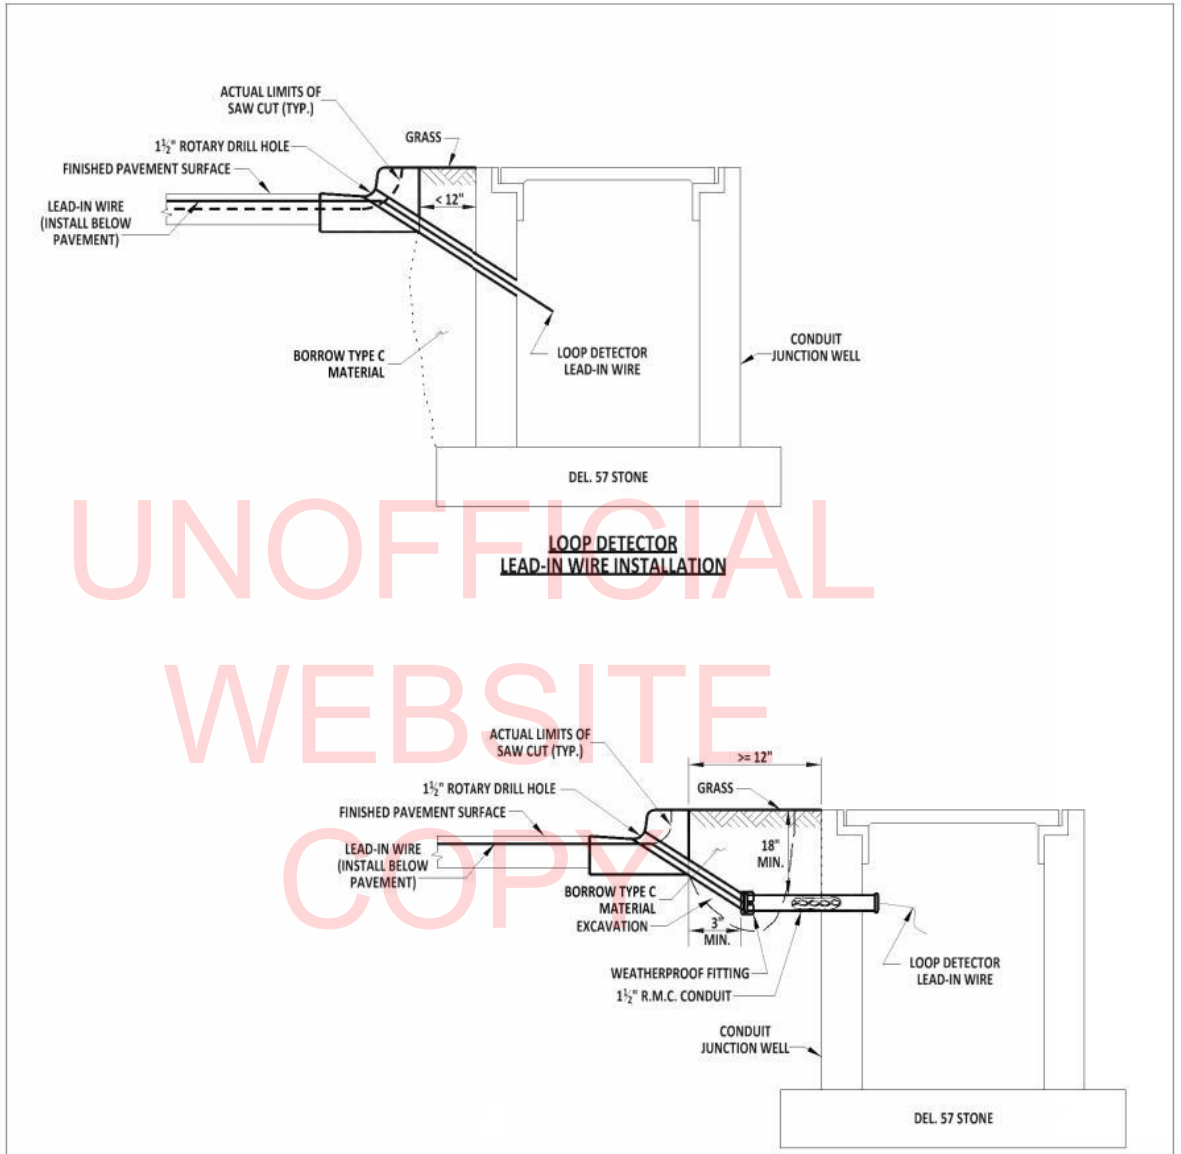 ACTUAL LIMITS OF
SAW CUT (TYP.)
1½" ROTARY DRILL HOLE
GRASS
FINISHED PAVEMENT SURFACE
< 12"
LEAD-IN WIRE
(INSTALL BELOW
PAVEMENT)
BORROW TYPE C
MATERIAL
LOOP DETECTOR
LEAD-IN WIRE
CONDUIT
JUNCTION WELL
DEL. 57 STONE
LOOP DETECTOR
LEAD-IN WIRE INSTALLATION
UNOFFICIAL
WEBSITE
COPY
ACTUAL LIMITS OF
SAW CUT (TYP.)
>= 12"
1½" ROTARY DRILL HOLE
GRASS
FINISHED PAVEMENT SURFACE
LEAD-IN WIRE
(INSTALL BELOW
PAVEMENT)
18"
MIN.
BORROW TYPE C
MATERIAL
EXCAVATION
3"
MIN.
WEATHERPROOF FITTING
1½" R.M.C. CONDUIT
LOOP DETECTOR
LEAD-IN WIRE
CONDUIT
JUNCTION WELL
DEL. 57 STONE